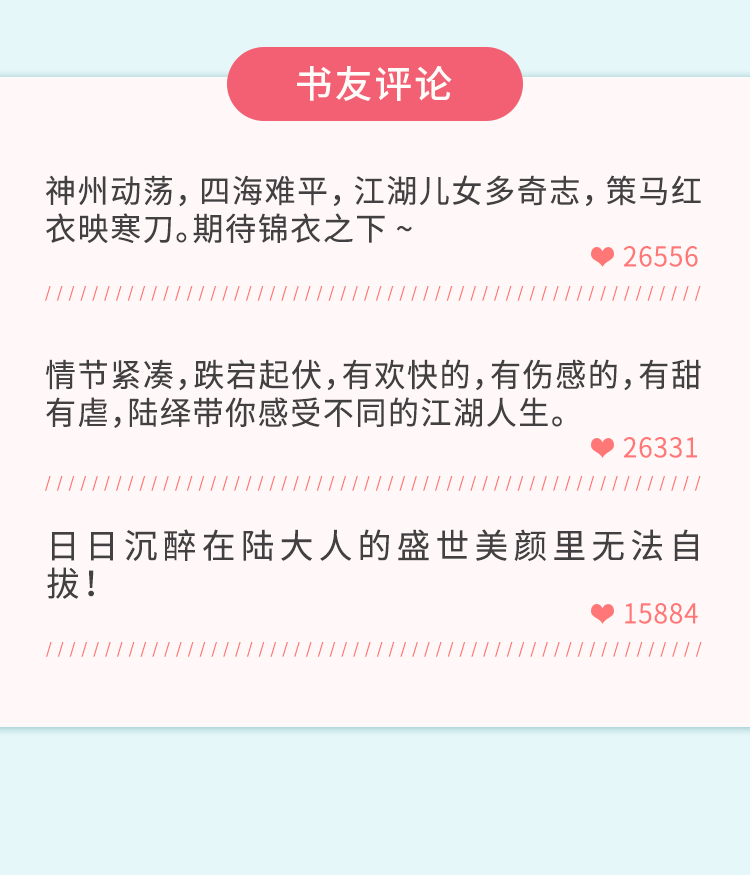 书友评论
神州动荡，四海难平，江湖儿女多奇志，策马红
衣映寒刀。期待锦衣之下～
26556
情节紧凑，跌宕起伏，有欢快的，有伤感的，有甜
有虐，陆绎带你感受不同的江湖人生。
26331
日日沉醉在陆大人的盛世美颜里无法自
拔！
15884